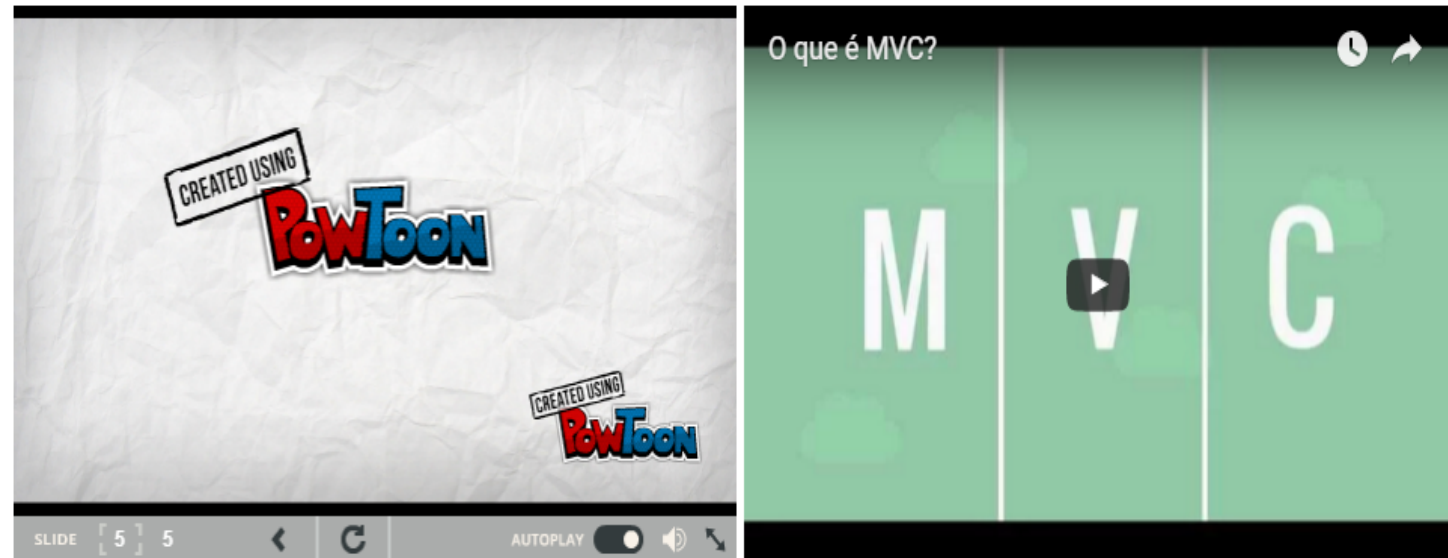 CREATED USING
POWTOON
CREATED USING
POWTOON
SLIDE 5 5
AUTOPLAY
O que é MVC?
M V C